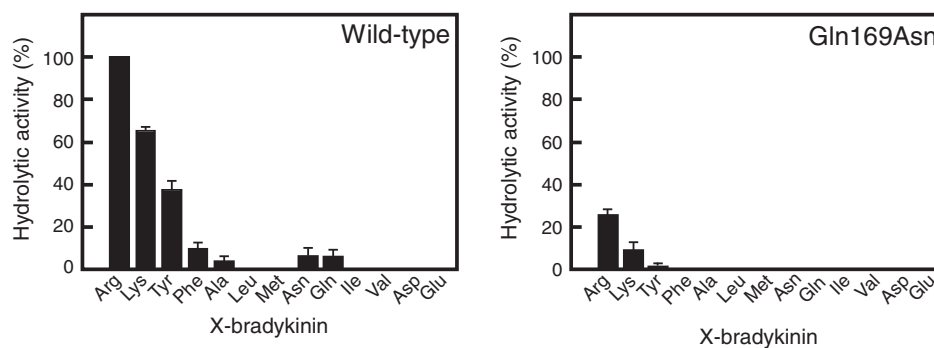 Wild-type
Hydrolytic activity (%)
100
80
60
40
20
0
Arg
Lys
Tyr
Phe
Ala
Leu
Met
Asn
Gln
Ile
Val
Asp
Glu
X-bradykinin
Gln169Asn
Hydrolytic activity (%)
100
80
60
40
20
0
Arg
Lys
Tyr
Phe
Ala
Leu
Met
Asn
Gln
Ile
Val
Asp
Glu
X-bradykinin